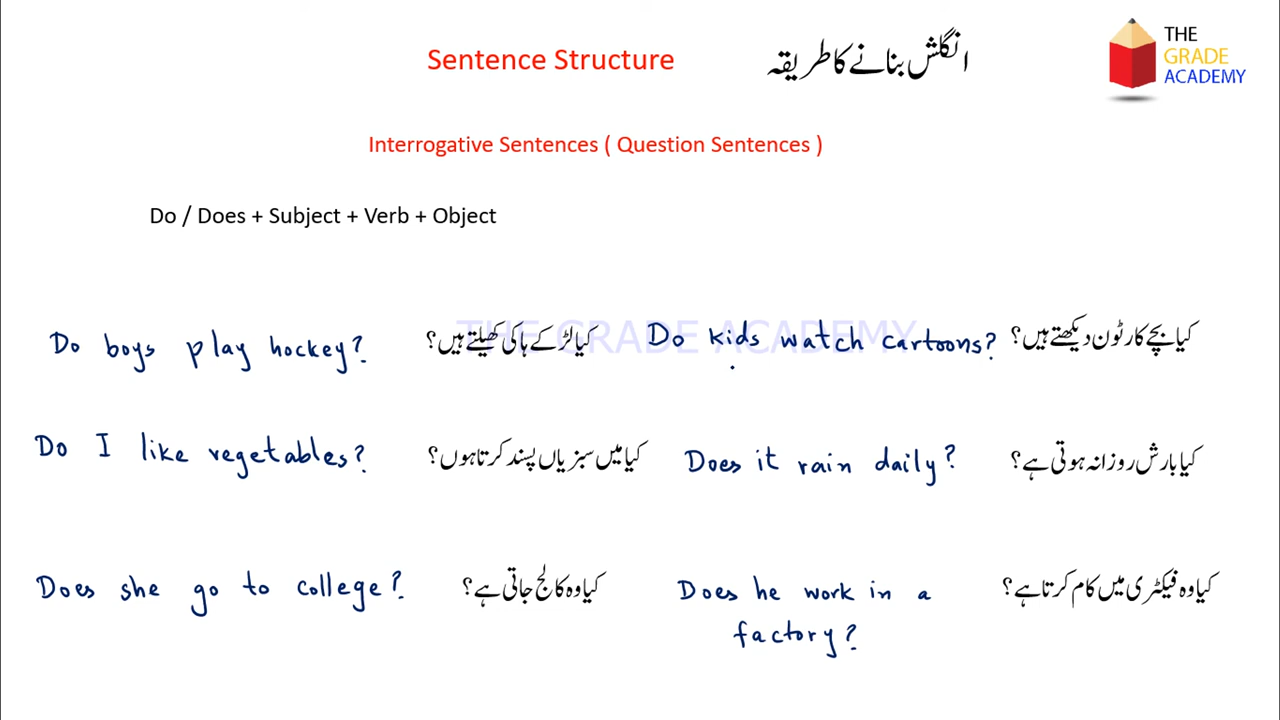 Sentence Structure انگلش بنانے کا طریقہ
THE
GRADE
ACADEMY
Interrogative Sentences ( Question Sentences )
Do / Does + Subject + Verb + Object
THE GRADE ACADEMY
Do boys play hockey? کیا لڑکے ہاکی کھیلتے ہیں؟
Do kids watch cartoons? کیا بچے کارٹون دیکھتے ہیں؟
Do I like vegetables? کیا میں سبزیاں پسند کرتا ہوں؟
Does it rain daily? کیا بارش روزانہ ہوتی ہے؟
Does she go to college? کیا وہ کالج جاتی ہے؟
Does he work in a کیا وہ فیکٹری میں کام کرتا ہے؟
factory?